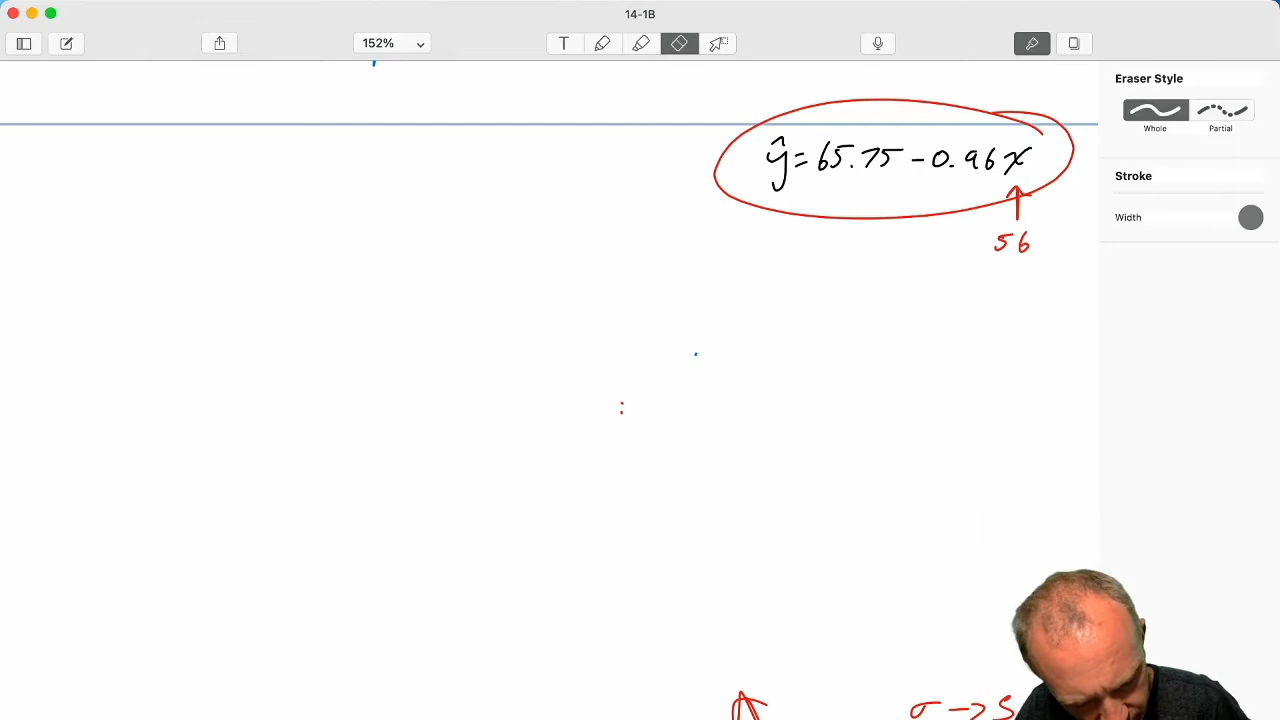 14-1B
152%
T
Eraser Style
Whole
Partial
Stroke
Width
ŷ = 65.75 - 0.96x
56
σ → S